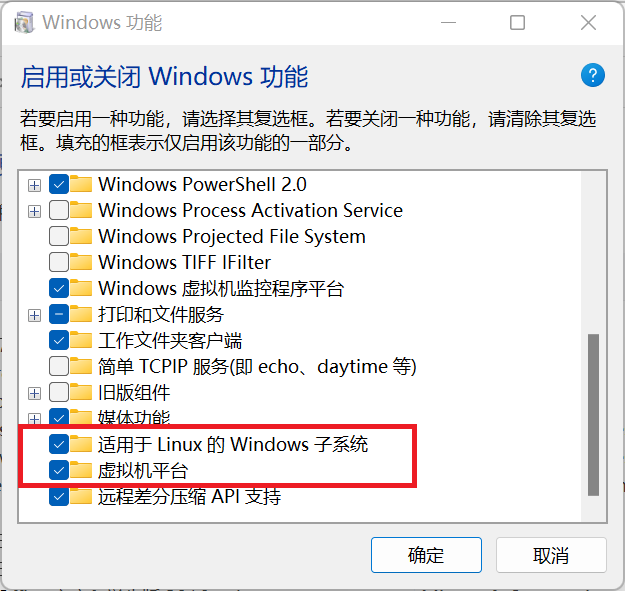 Windows 功能
启用或关闭 Windows 功能
若要启用一种功能，请选择其复选框。若要关闭一种功能，请清除其复选
框。填充的框表示仅启用该功能的一部分。
Windows PowerShell 2.0
Windows Process Activation Service
Windows Projected File System
Windows TIFF IFilter
Windows 虚拟机监控程序平台
打印和文件服务
工作文件夹客户端
简单 TCPIP 服务(即 echo、daytime 等)
旧版组件
媒体功能
适用于 Linux 的 Windows 子系统
虚拟机平台
远程差分压缩 API 支持
确定
取消